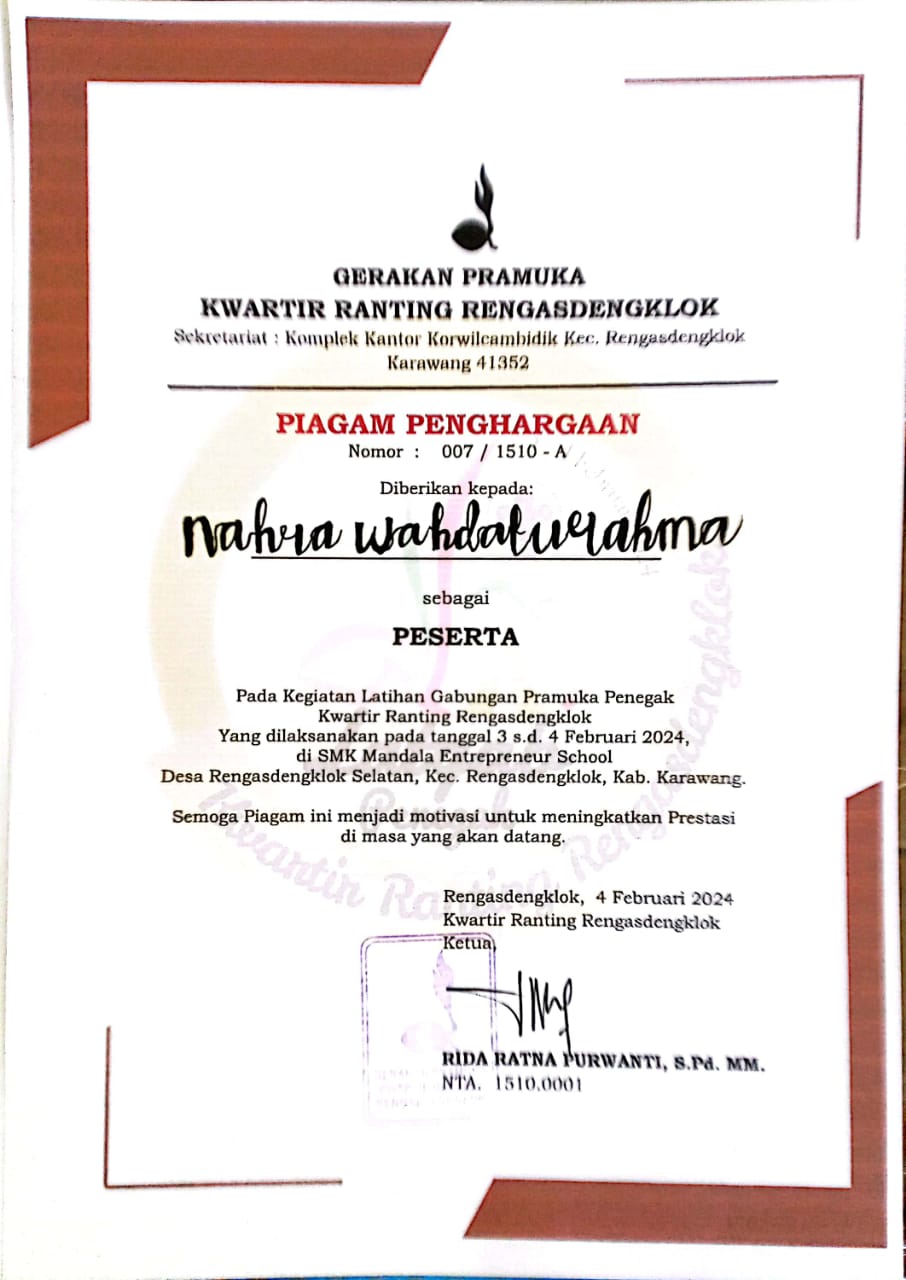 GERAKAN PRAMUKA
KWARTIR RANTING RENGASDENGKLOK
Sekretariat : Komplek Kantor Korwilcambidik Kec. Rengasdengklok
Karawang 41352
PIAGAM PENGHARGAAN
Nomor : 007 / 1510 - A
Diberikan kepada:
Nahra Wahdaturahma
sebagai
PESERTA
Pada Kegiatan Latihan Gabungan Pramuka Penegak
Kwartir Ranting Rengasdengklok
Yang dilaksanakan pada tanggal 3 s.d. 4 Februari 2024,
di SMK Mandala Entrepreneur School
Desa Rengasdengklok Selatan, Kec. Rengasdengklok, Kab. Karawang.
Semoga Piagam ini menjadi motivasi untuk meningkatkan Prestasi
di masa yang akan datang.
Kwartir Ranting Rengasdengklok
Rengasdengklok, 4 Februari 2024
Kwartir Ranting Rengasdengklok
Ketua,
RIDA RATNA PURWANTI, S.Pd. MM.
NTA. 1510.0001